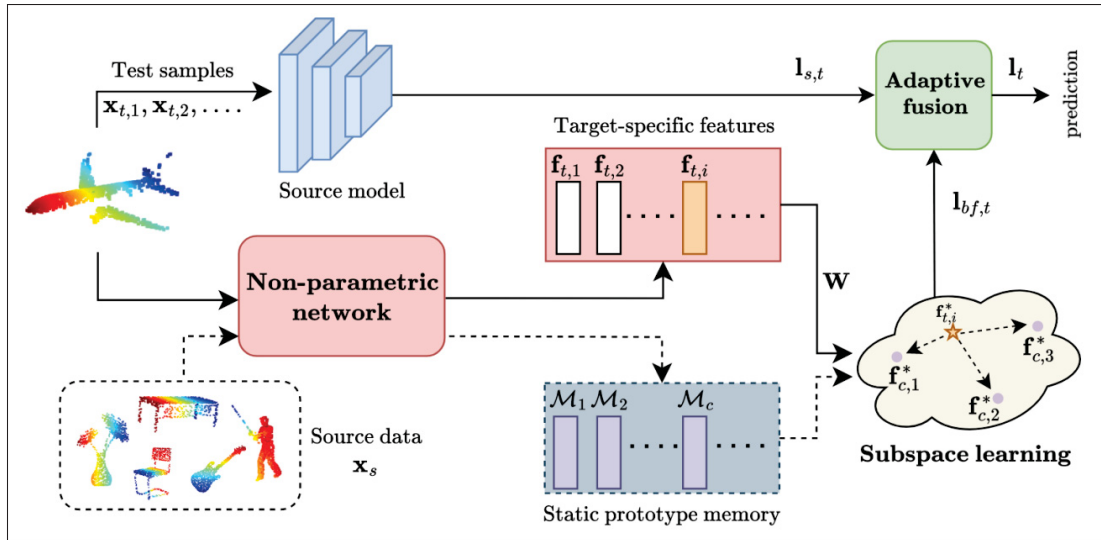 Test samples
x_{t,1}, x_{t,2}, ....
Source model
l_{s,t}
Adaptive
fusion
l_t
prediction
Target-specific features
f_{t,1} f_{t,2} f_{t,i}
.... ....
l_{bf,t}
Non-parametric
network
W
f^*_{t,i}
f^*_{c,1}
f^*_{c,3}
f^*_{c,2}
Subspace learning
Source data
x_s
ℳ_1 ℳ_2 ℳ_c
.... ....
Static prototype memory